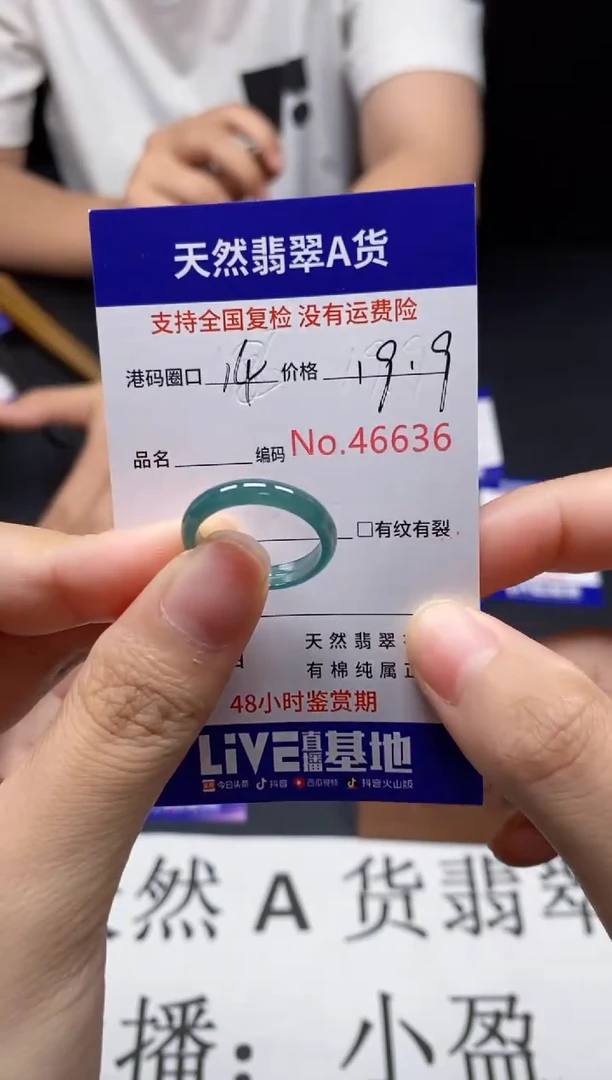 天然翡翠A货
支持全国复检 没有运费险
港码圈口 14 价格 19.9
品名 编码 No.46636
□有纹有裂
天然翡翠
有棉纯属
48小时鉴赏期
LiVE直播基地
今日头条 抖音 西瓜视频 抖音火山版
然 A 货翡翠
播：小盈